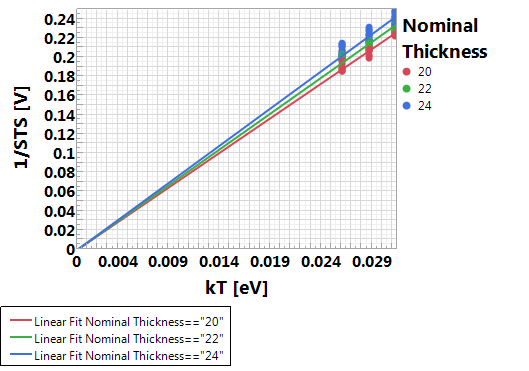 0.24
0.22
0.2
0.18
0.16
0.14
0.12
0.1
0.08
0.06
0.04
0.02
0
1/STS [V]
0 0.004 0.009 0.014 0.019 0.024 0.029
kT [eV]
Nominal
Thickness
20
22
24
Linear Fit Nominal Thickness=="20"
Linear Fit Nominal Thickness=="22"
Linear Fit Nominal Thickness=="24"